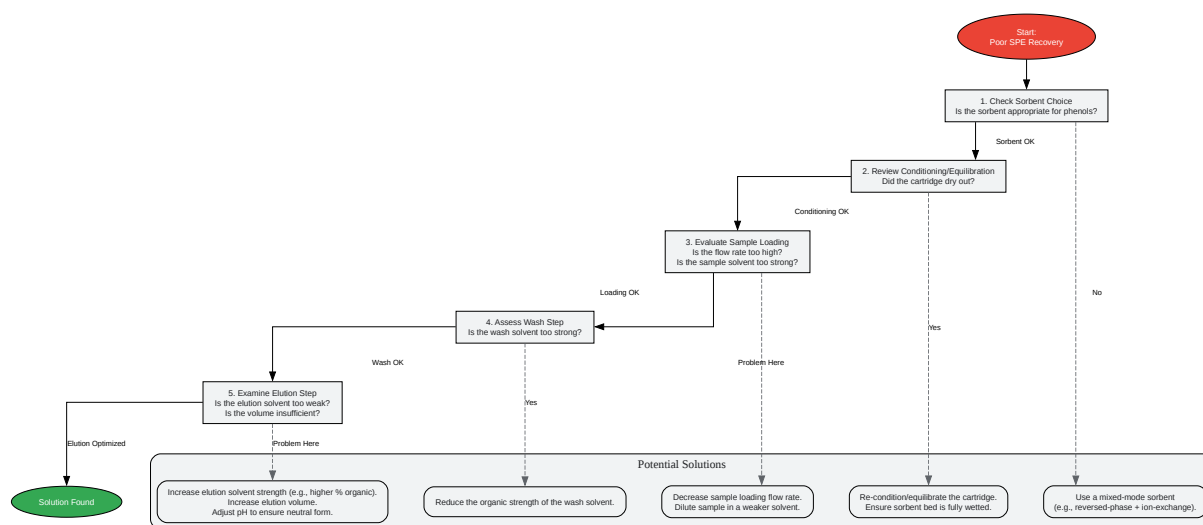 Start:
Poor SPE Recovery
1. Check Sorbent Choice
Is the sorbent appropriate for phenols?
Sorbent OK
2. Review Conditioning/Equilibration
Did the cartridge dry out?
Conditioning OK
3. Evaluate Sample Loading
Is the flow rate too high?
Is the sample solvent too strong?
Loading OK
No
4. Assess Wash Step
Is the wash solvent too strong?
Yes
Wash OK
Problem Here
5. Examine Elution Step
Is the elution solvent too weak?
Is the volume insufficient?
Yes
Elution Optimized
Problem Here
Potential Solutions
Solution Found
Increase elution solvent strength (e.g., higher % organic).
Increase elution volume.
Adjust pH to ensure neutral form.
Reduce the organic strength of the wash solvent.
Decrease sample loading flow rate.
Dilute sample in a weaker solvent.
Re-condition/equilibrate the cartridge.
Ensure sorbent bed is fully wetted.
Use a mixed-mode sorbent
(e.g., reversed-phase + ion-exchange).